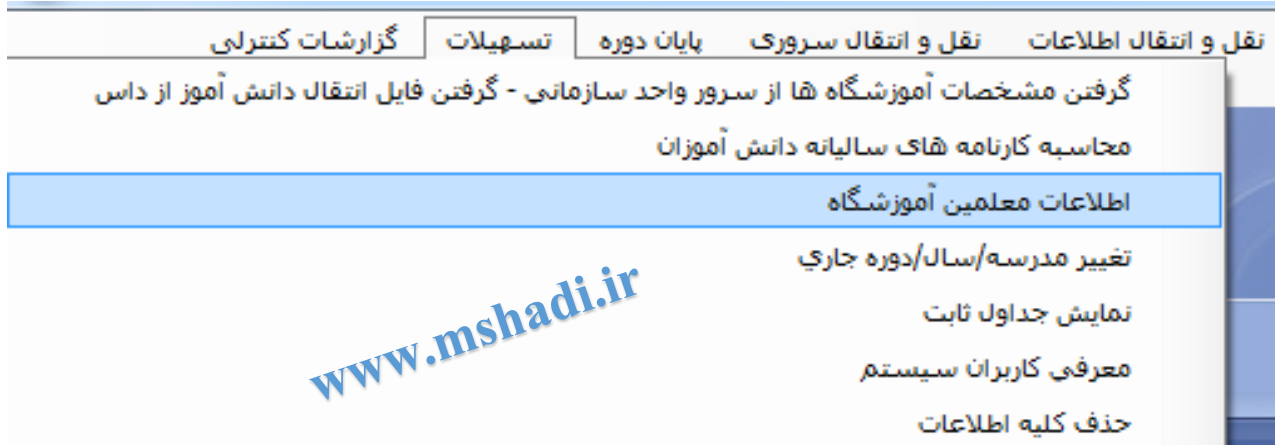 نقل و انتقال اطلاعات نقل و انتقال سروری پایان دوره تسهیلات گزارشات کنترلی
گرفتن مشخصات آموزشگاه ها از سرور واحد سازمانی - گرفتن فایل انتقال دانش آموز از داس
محاسبه کارنامه های سالیانه دانش آموزان
اطلاعات معلمین آموزشگاه
تغییر مدرسه/سال/دوره جاري
نمایش جداول ثابت
معرفي کاربران سیستم
حذف کلیه اطلاعات
www.mshadi.ir